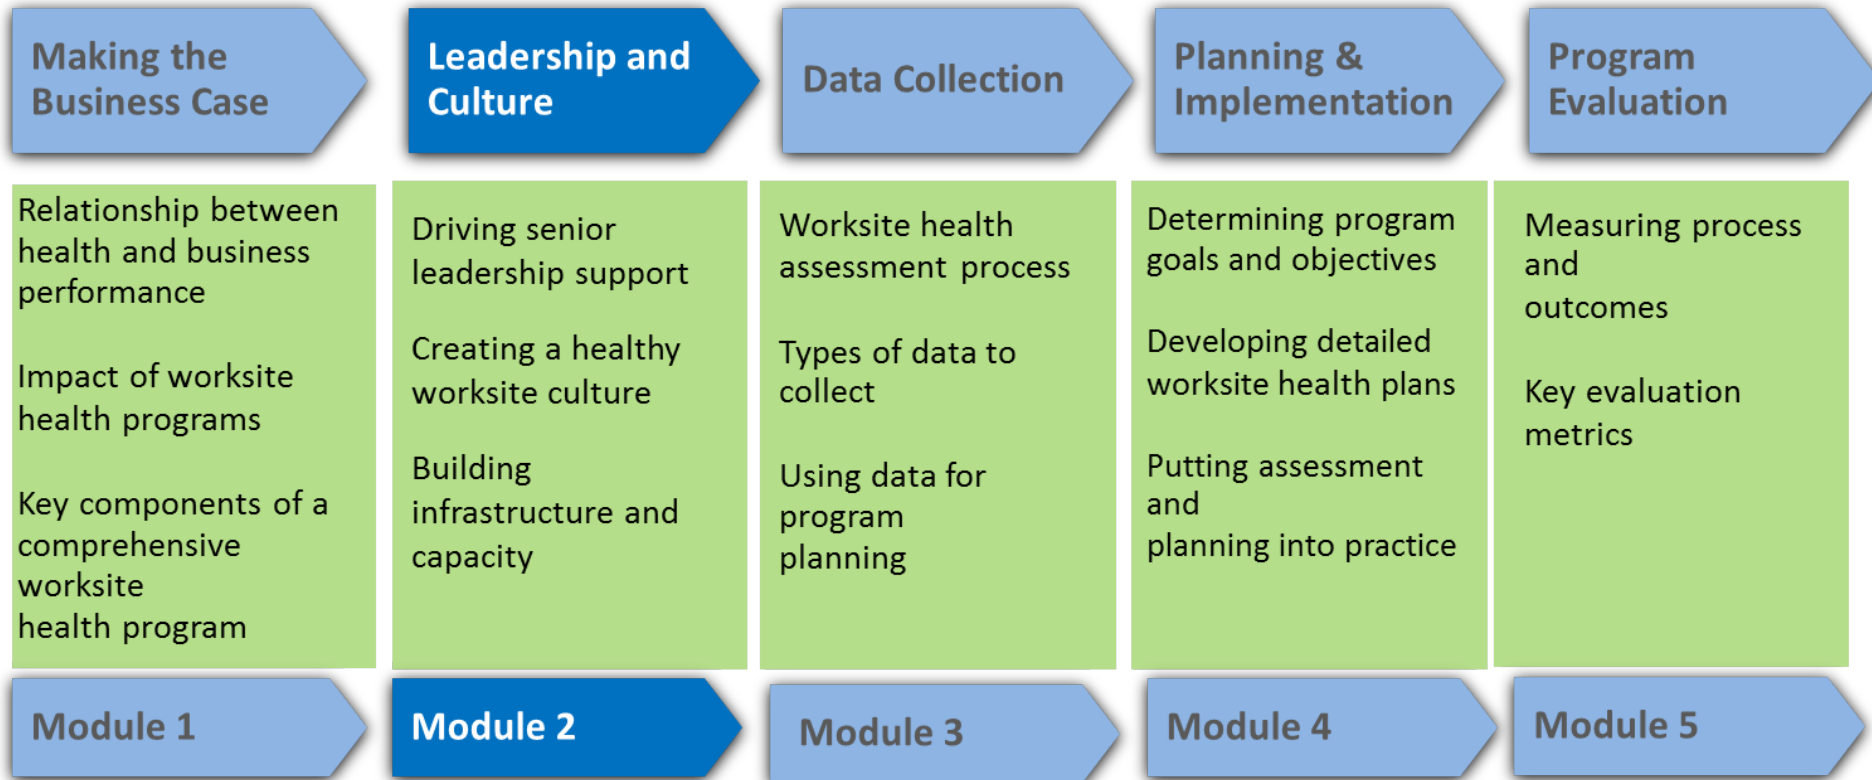 Making the
Business Case
Leadership and
Culture
Data Collection
Planning &
Implementation
Program
Evaluation
Relationship between
health and business
performance
Impact of worksite
health programs
Key components of a
comprehensive
worksite
health program
Driving senior
leadership support
Creating a healthy
worksite culture
Building
infrastructure and
capacity
Worksite health
assessment process
Types of data to
collect
Using data for
program
planning
Determining program
goals and objectives
Developing detailed
worksite health plans
Putting assessment
and
planning into practice
Measuring process
and
outcomes
Key evaluation
metrics
Module 1
Module 2
Module 3
Module 4
Module 5